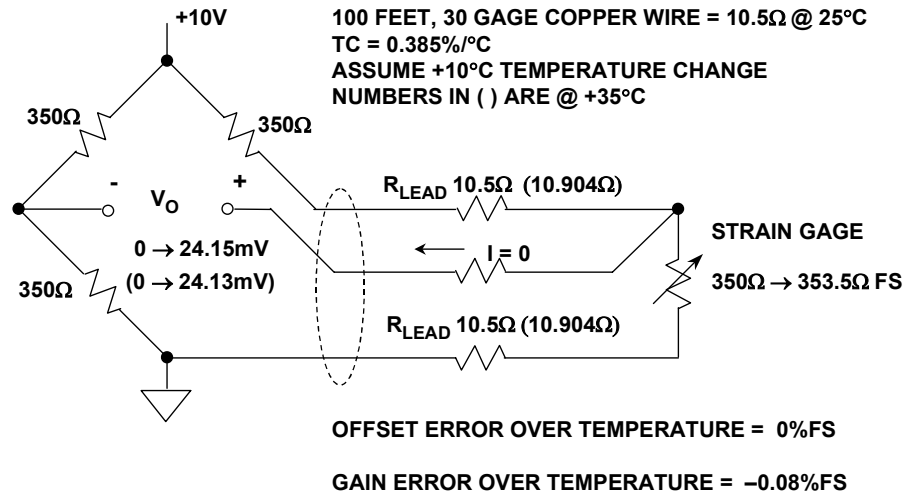 +10V
100 FEET, 30 GAGE COPPER WIRE = 10.5Ω @ 25°C
TC = 0.385%/°C
ASSUME +10°C TEMPERATURE CHANGE
NUMBERS IN ( ) ARE @ +35°C
350Ω
350Ω
R_LEAD 10.5Ω (10.904Ω)
- V_O +
STRAIN GAGE
0 → 24.15mV
I = 0
(0 → 24.13mV)
350Ω
350Ω → 353.5Ω FS
R_LEAD 10.5Ω (10.904Ω)
OFFSET ERROR OVER TEMPERATURE = 0%FS
GAIN ERROR OVER TEMPERATURE = –0.08%FS